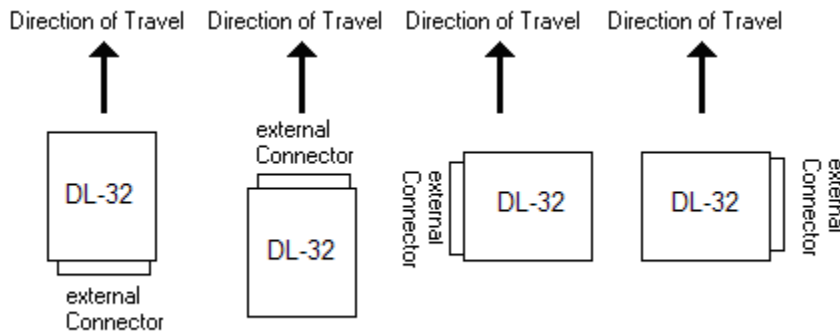 Direction of Travel
Direction of Travel
Direction of Travel
Direction of Travel
DL-32
external
Connector
external
Connector
DL-32
external
Connector
DL-32
DL-32
external
Connector